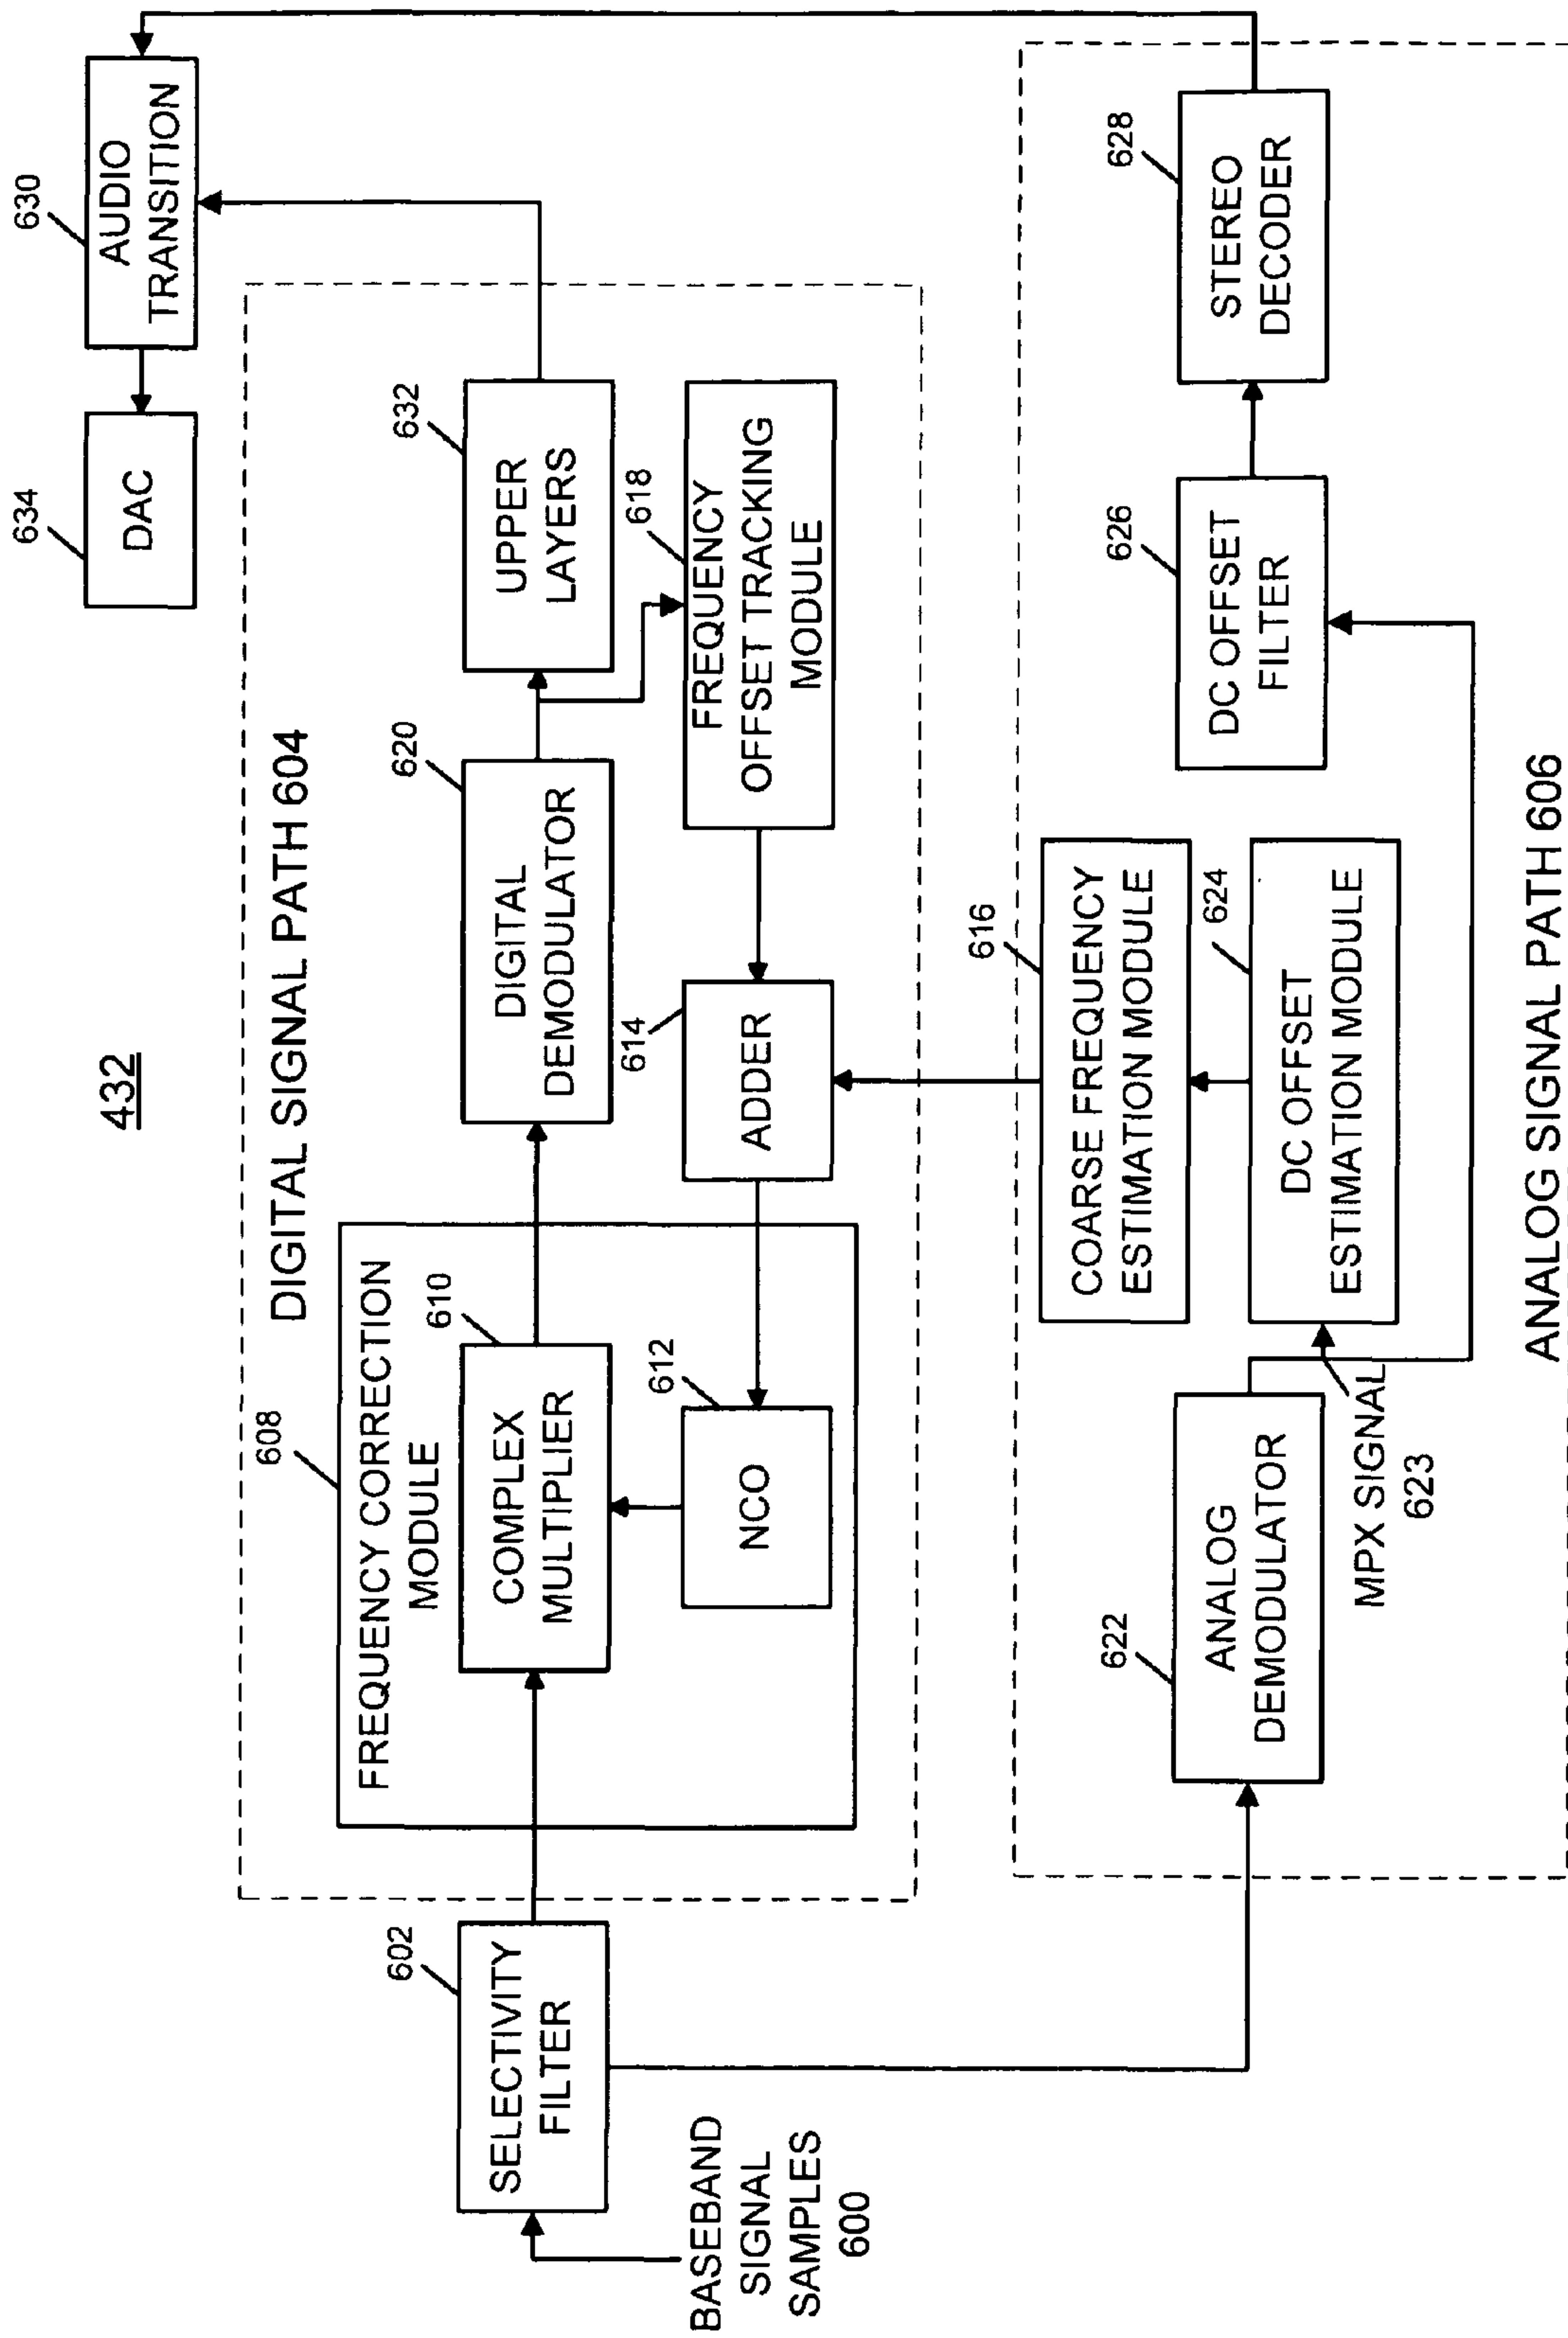 432
634
DAC
630
AUDIO
TRANSITION
DIGITAL SIGNAL PATH 604
608
FREQUENCY CORRECTION
MODULE
602
SELECTIVITY
FILTER
610
COMPLEX
MULTIPLIER
620
DIGITAL
DEMODULATOR
632
UPPER
LAYERS
BASEBAND
SIGNAL
SAMPLES
600
612
NCO
614
ADDER
618
FREQUENCY
OFFSET TRACKING
MODULE
616
COARSE FREQUENCY
ESTIMATION MODULE
622
ANALOG
DEMODULATOR
624
DC OFFSET
ESTIMATION MODULE
626
DC OFFSET
FILTER
628
STEREO
DECODER
MPX SIGNAL
623
ANALOG SIGNAL PATH 606